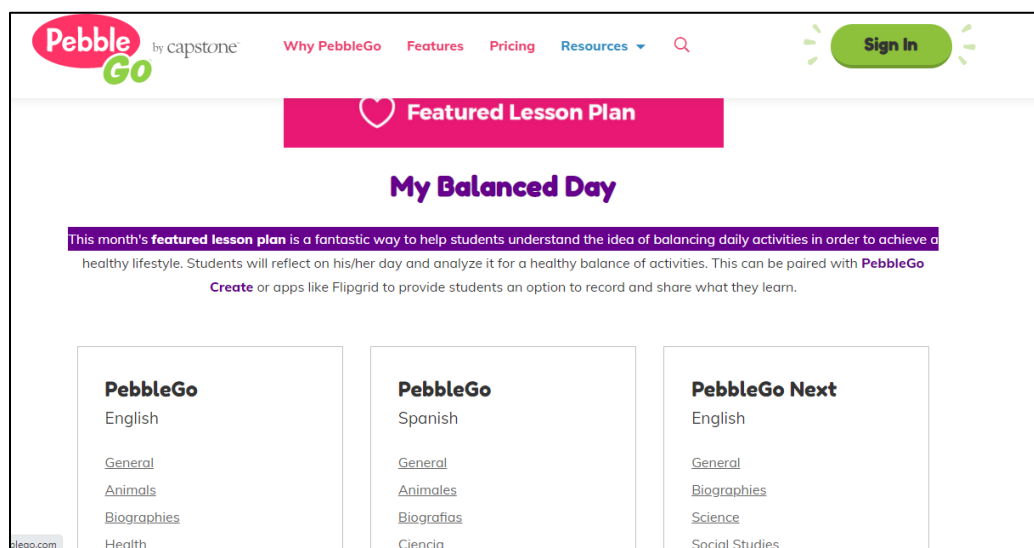 Pebble Go by capstone Why PebbleGo Features Pricing Resources Sign In
Featured Lesson Plan
My Balanced Day
This month's featured lesson plan is a fantastic way to help students understand the idea of balancing daily activities in order to achieve a
healthy lifestyle. Students will reflect on his/her day and analyze it for a healthy balance of activities. This can be paired with PebbleGo
Create or apps like Flipgrid to provide students an option to record and share what they learn.
PebbleGo
English
General
Animals
Biographies
Health
PebbleGo
Spanish
General
Animales
Biografias
Ciencia
PebbleGo Next
English
General
Biographies
Science
Social Studies
blego.com